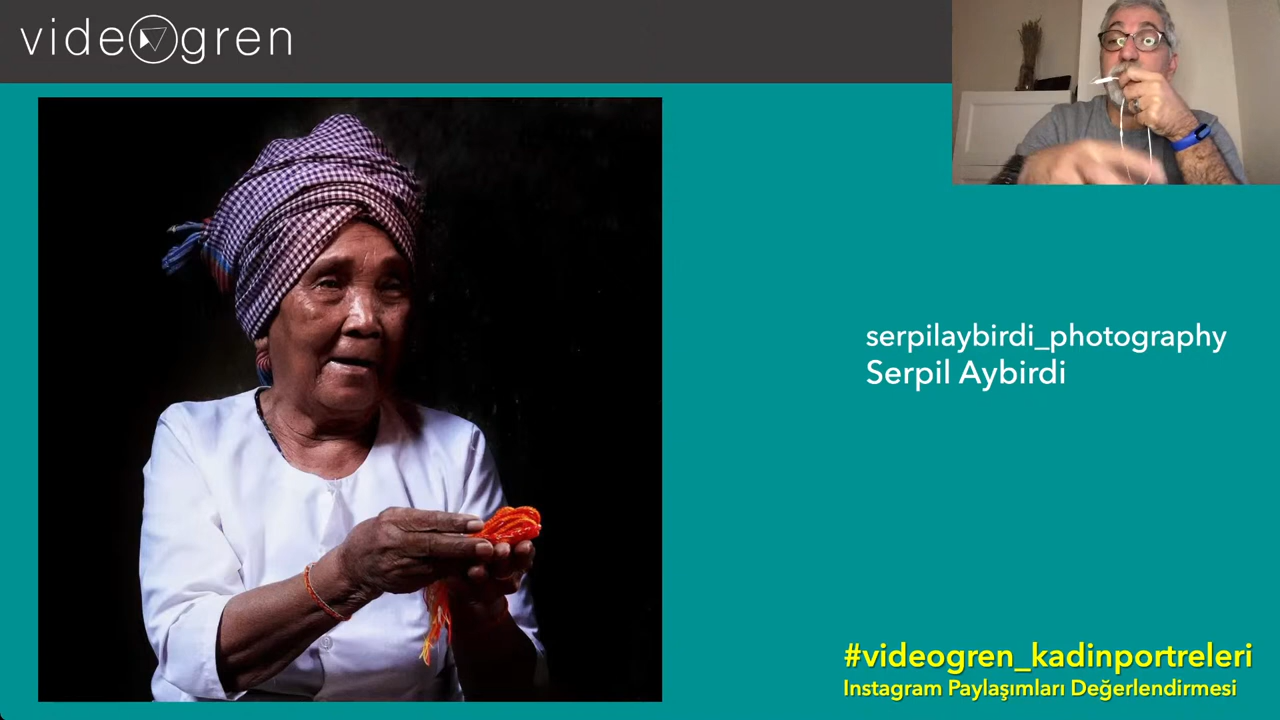 videogren
serpilaybirdi_photography
Serpil Aybirdi
#videogren_kadinportreleri
Instagram Paylaşımları Değerlendirmesi